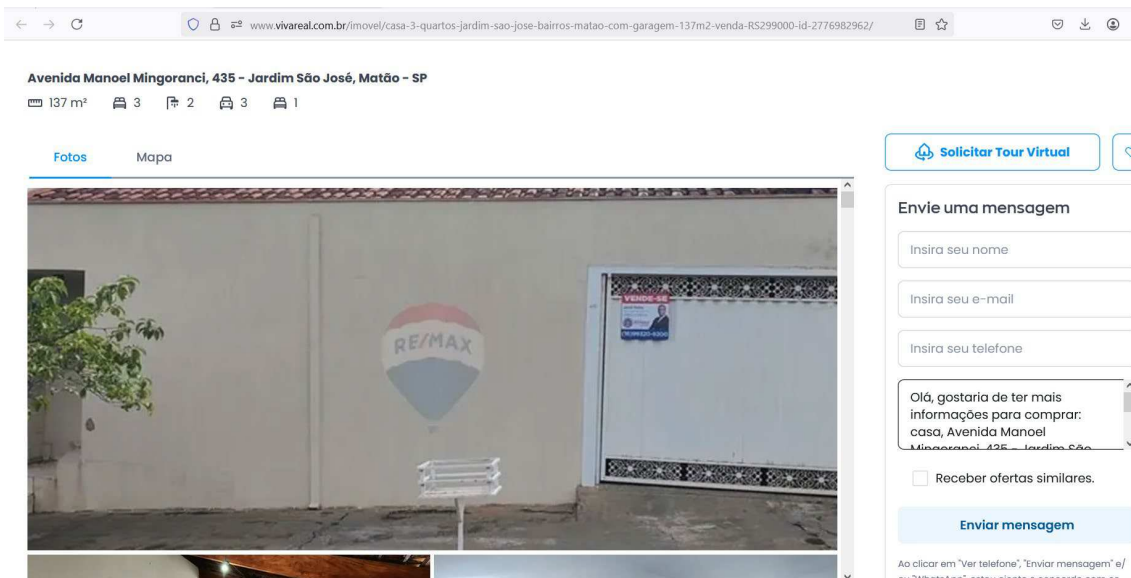 www.vivareal.com.br/imovel/casa-3-quartos-jardim-sao-jose-bairros-matao-com-garagem-137m2-venda-RS299000-id-2776982962/
Avenida Manoel Mingoranci, 435 - Jardim São José, Matão - SP
137 m² 3 2 3 1
Fotos Mapa
Solicitar Tour Virtual
VENDE-SE
RE/MAX
Envie uma mensagem
Insira seu nome
Insira seu e-mail
Insira seu telefone
Olá, gostaria de ter mais
informações para comprar:
casa, Avenida Manoel
Mingoranci, 435 - Jardim São
Receber ofertas similares.
Enviar mensagem
Ao clicar em "Ver telefone", "Enviar mensagem" e/